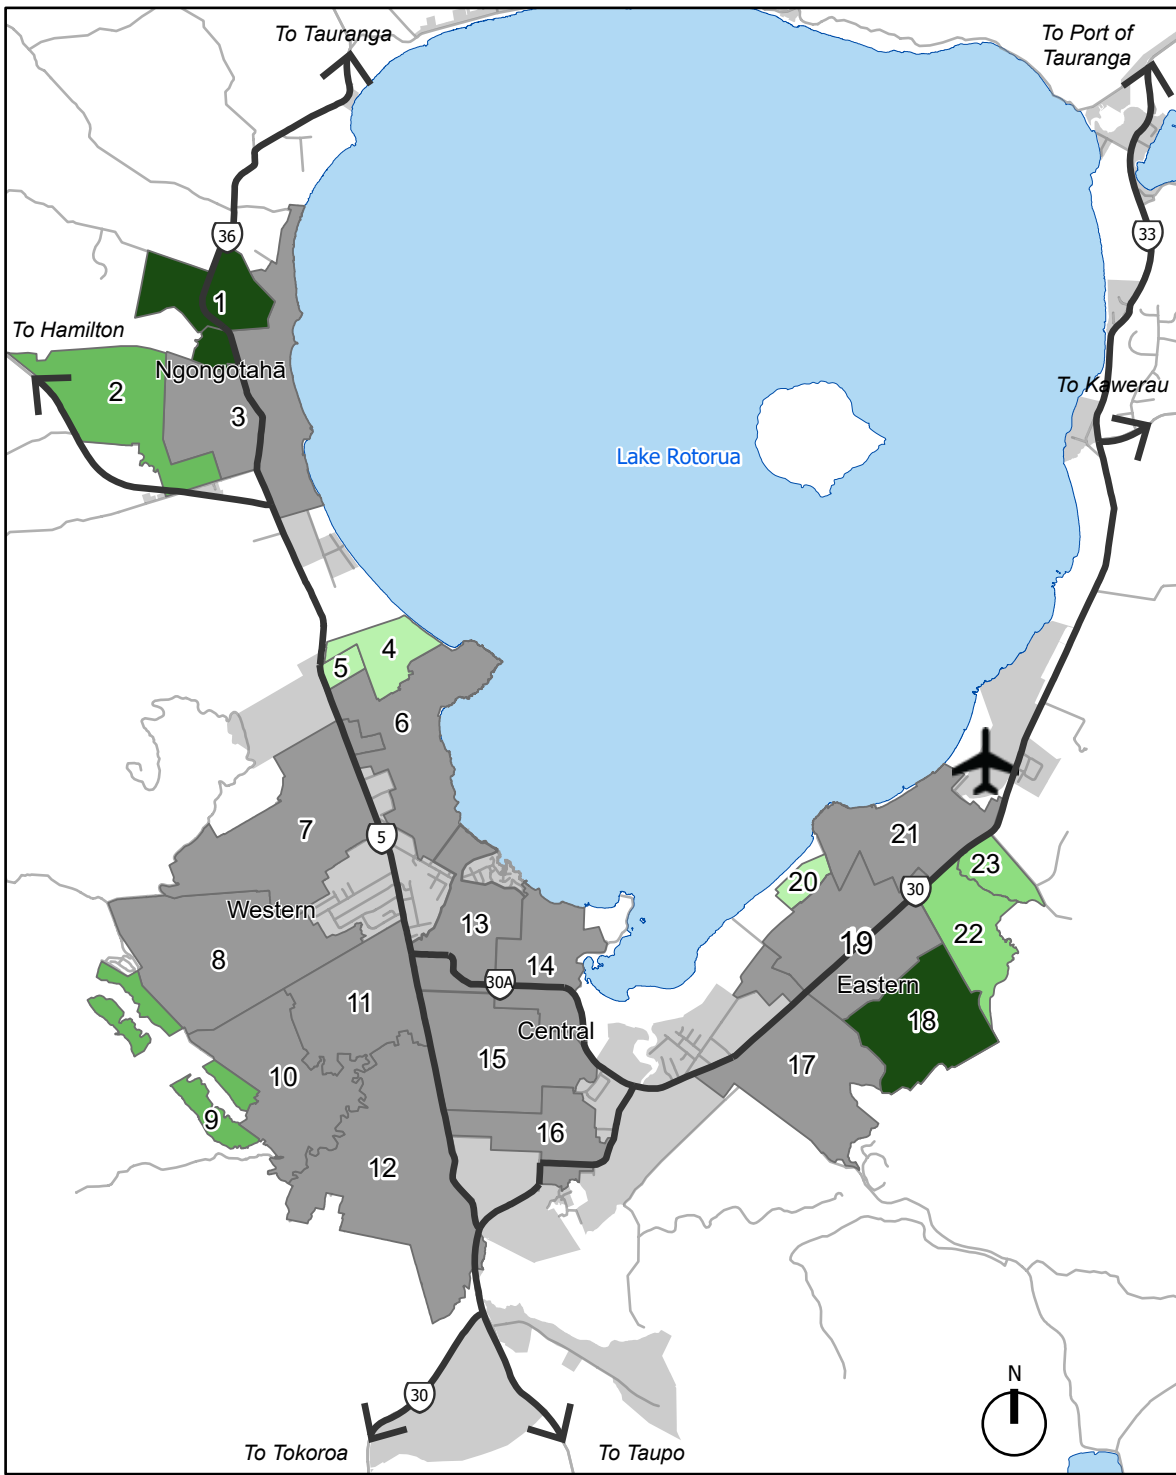 To Tauranga
To Port of
Tauranga
36
33
1
To Hamilton
Ngongotahā
2
3
To Kawerau
Lake Rotorua
4
5
6
7
5
21
23
20
30
Western
13
22
19
8
14
30A
Eastern
11
Central
18
15
17
10
9
16
12
N
30
To Tokoroa
To Taupo